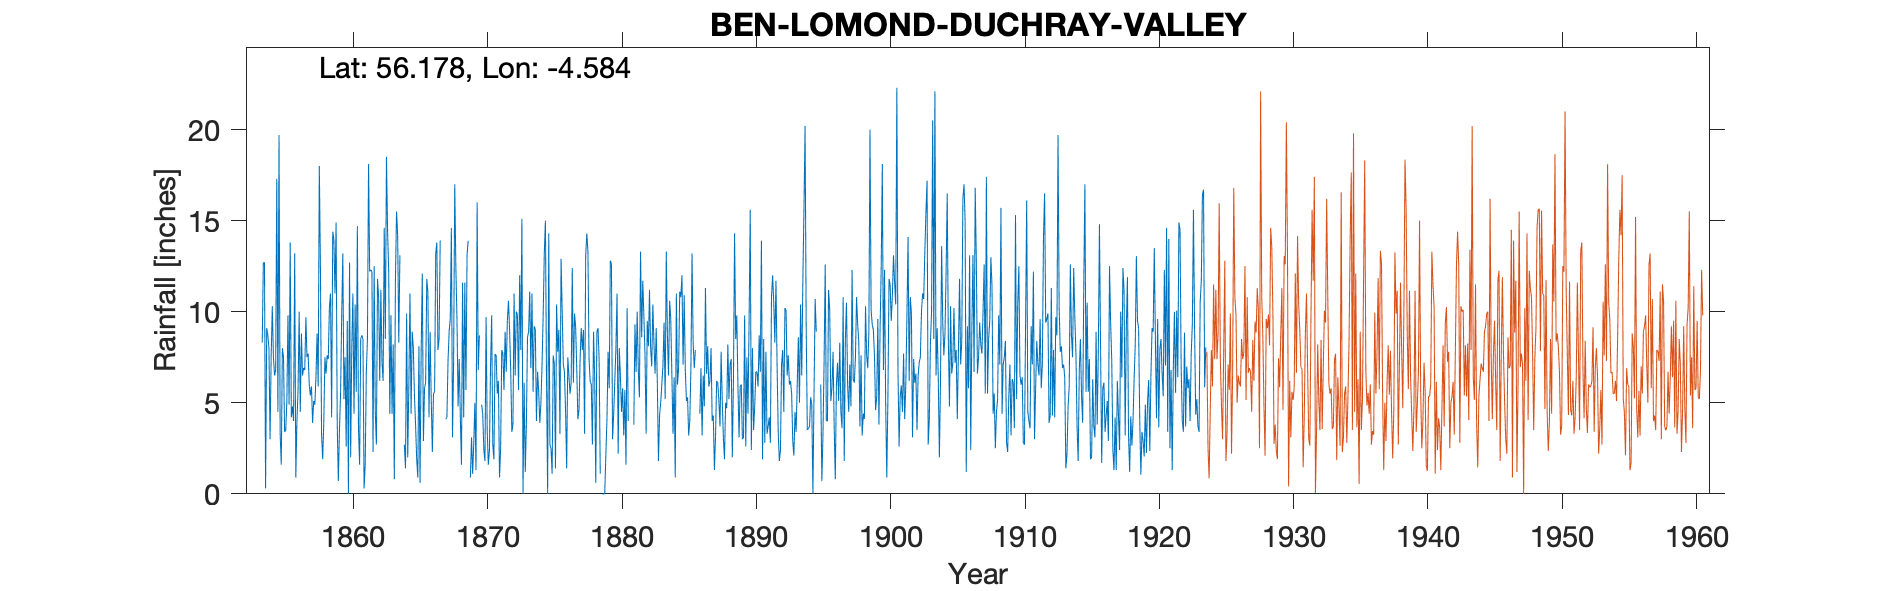 BEN-LOMOND-DUCHRAY-VALLEY
Lat: 56.178, Lon: -4.584
Rainfall [inches]
20
15
10
5
0
1860 1870 1880 1890 1900 1910 1920 1930 1940 1950 1960
Year